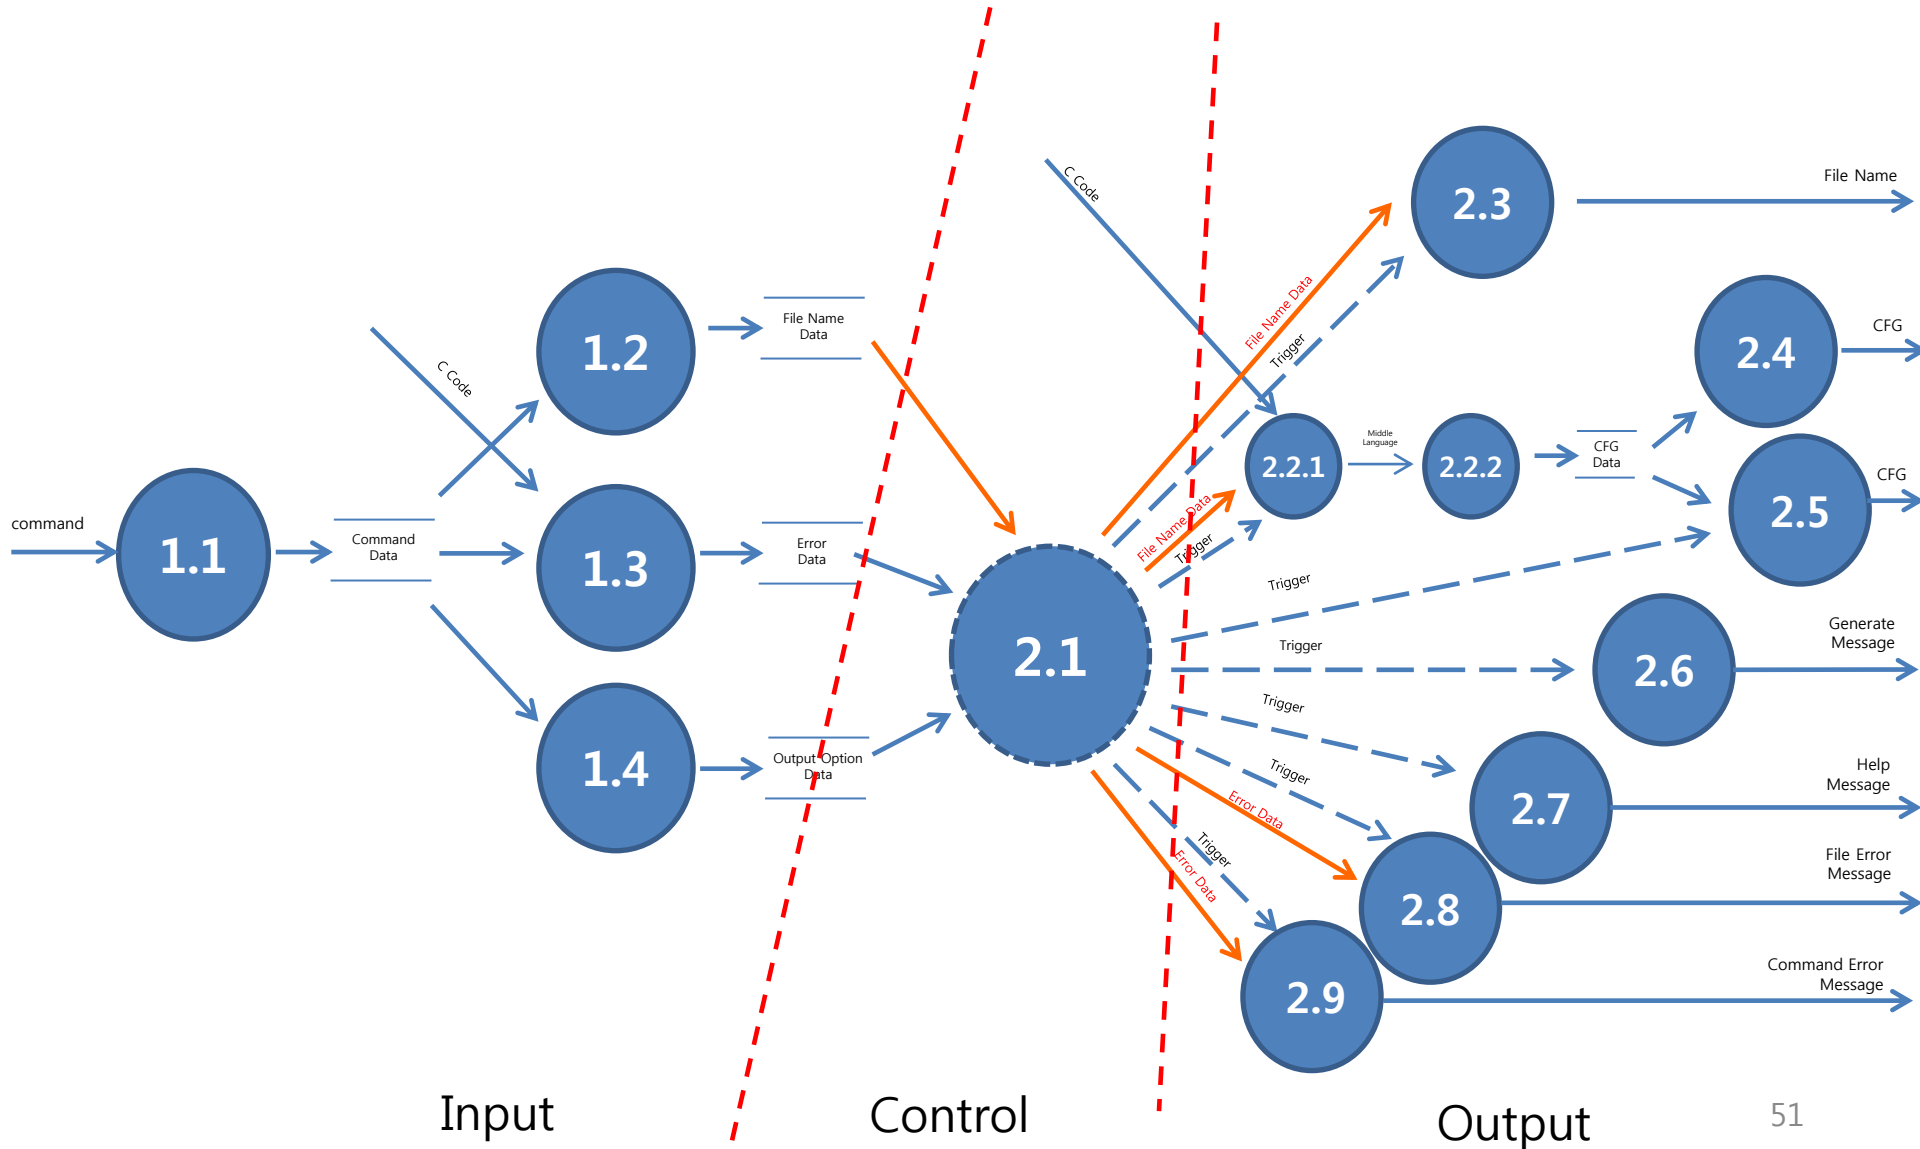 command
1.1
Command
Data
C Code
1.2
1.3
1.4
File Name
Data
Error
Data
Output Option
Data
2.1
C Code
File Name Data
Trigger
File Name Data
Trigger
Trigger
Trigger
Trigger
Trigger
Error Data
Trigger
Error Data
2.3
File Name
2.2.1
Middle
Language
2.2.2
CFG
Data
2.4
CFG
2.5
CFG
2.6
Generate
Message
2.7
Help
Message
2.8
File Error
Message
2.9
Command Error
Message
Input
Control
Output
51